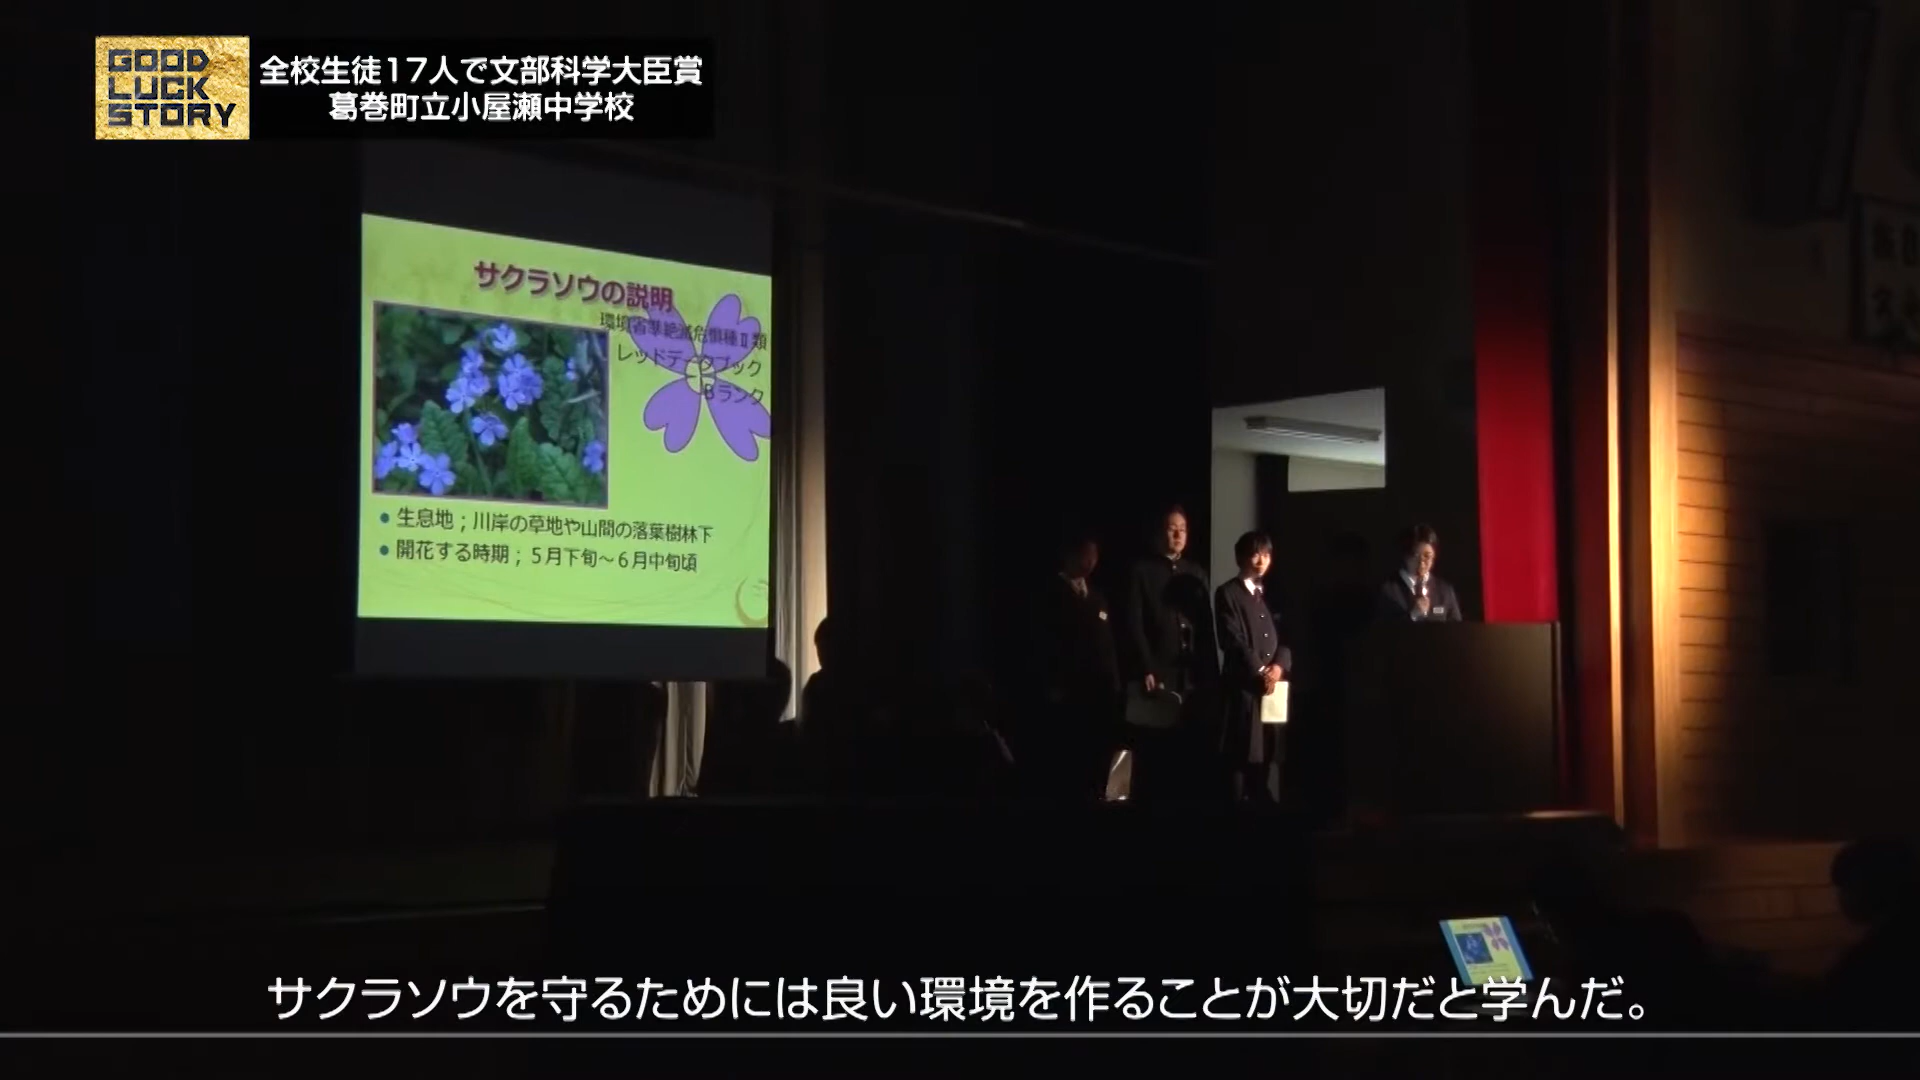 GOOD
LUCK
STORY
全校生徒17人で文部科学大臣賞
葛巻町立小屋瀬中学校
サクラソウの説明
環境省準絶滅危惧種Ⅱ類
レッドデータブック
Bランク
● 生息地；川岸の草地や山間の落葉樹林下
● 開花する時期；５月下旬～６月中旬頃
サクラソウを守るためには良い環境を作ることが大切だと学んだ。